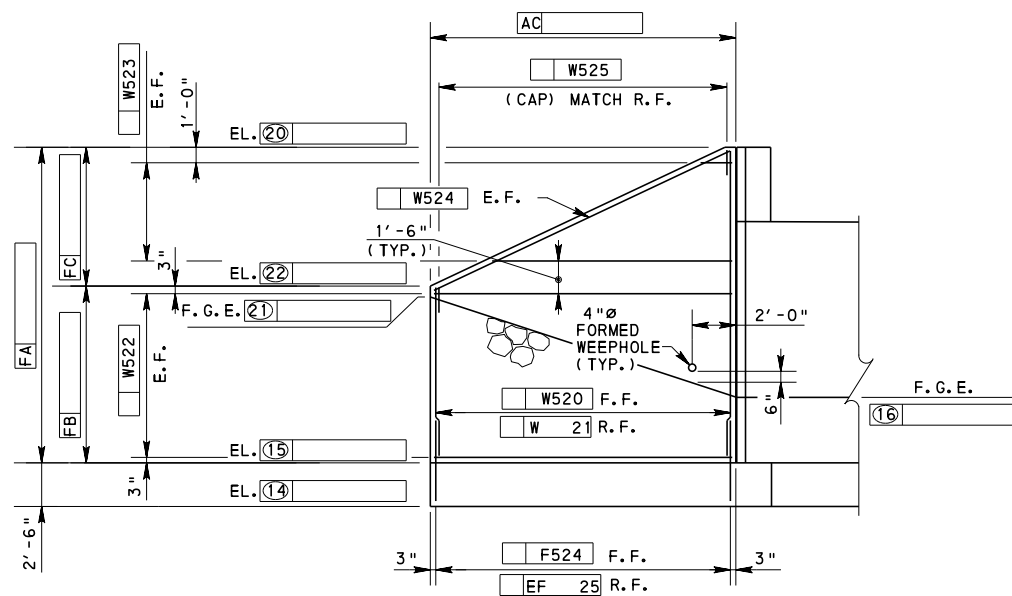 AC
W525
(CAP) MATCH R.F.
W523
E.F.
1'-0"
EL. 20
W524 E.F.
1'-6"
(TYP.)
FC
FA
3"
EL. 22
F.G.E. 21
4"Ø
FORMED
WEEPHOLE
(TYP.)
2'-0"
W522
E.F.
FB
6"
F.G.E.
16
W520 F.F.
W 21 R.F.
EL. 15
3"
EL. 14
2'-6"
3"
F524 F.F.
3"
EF 25 R.F.